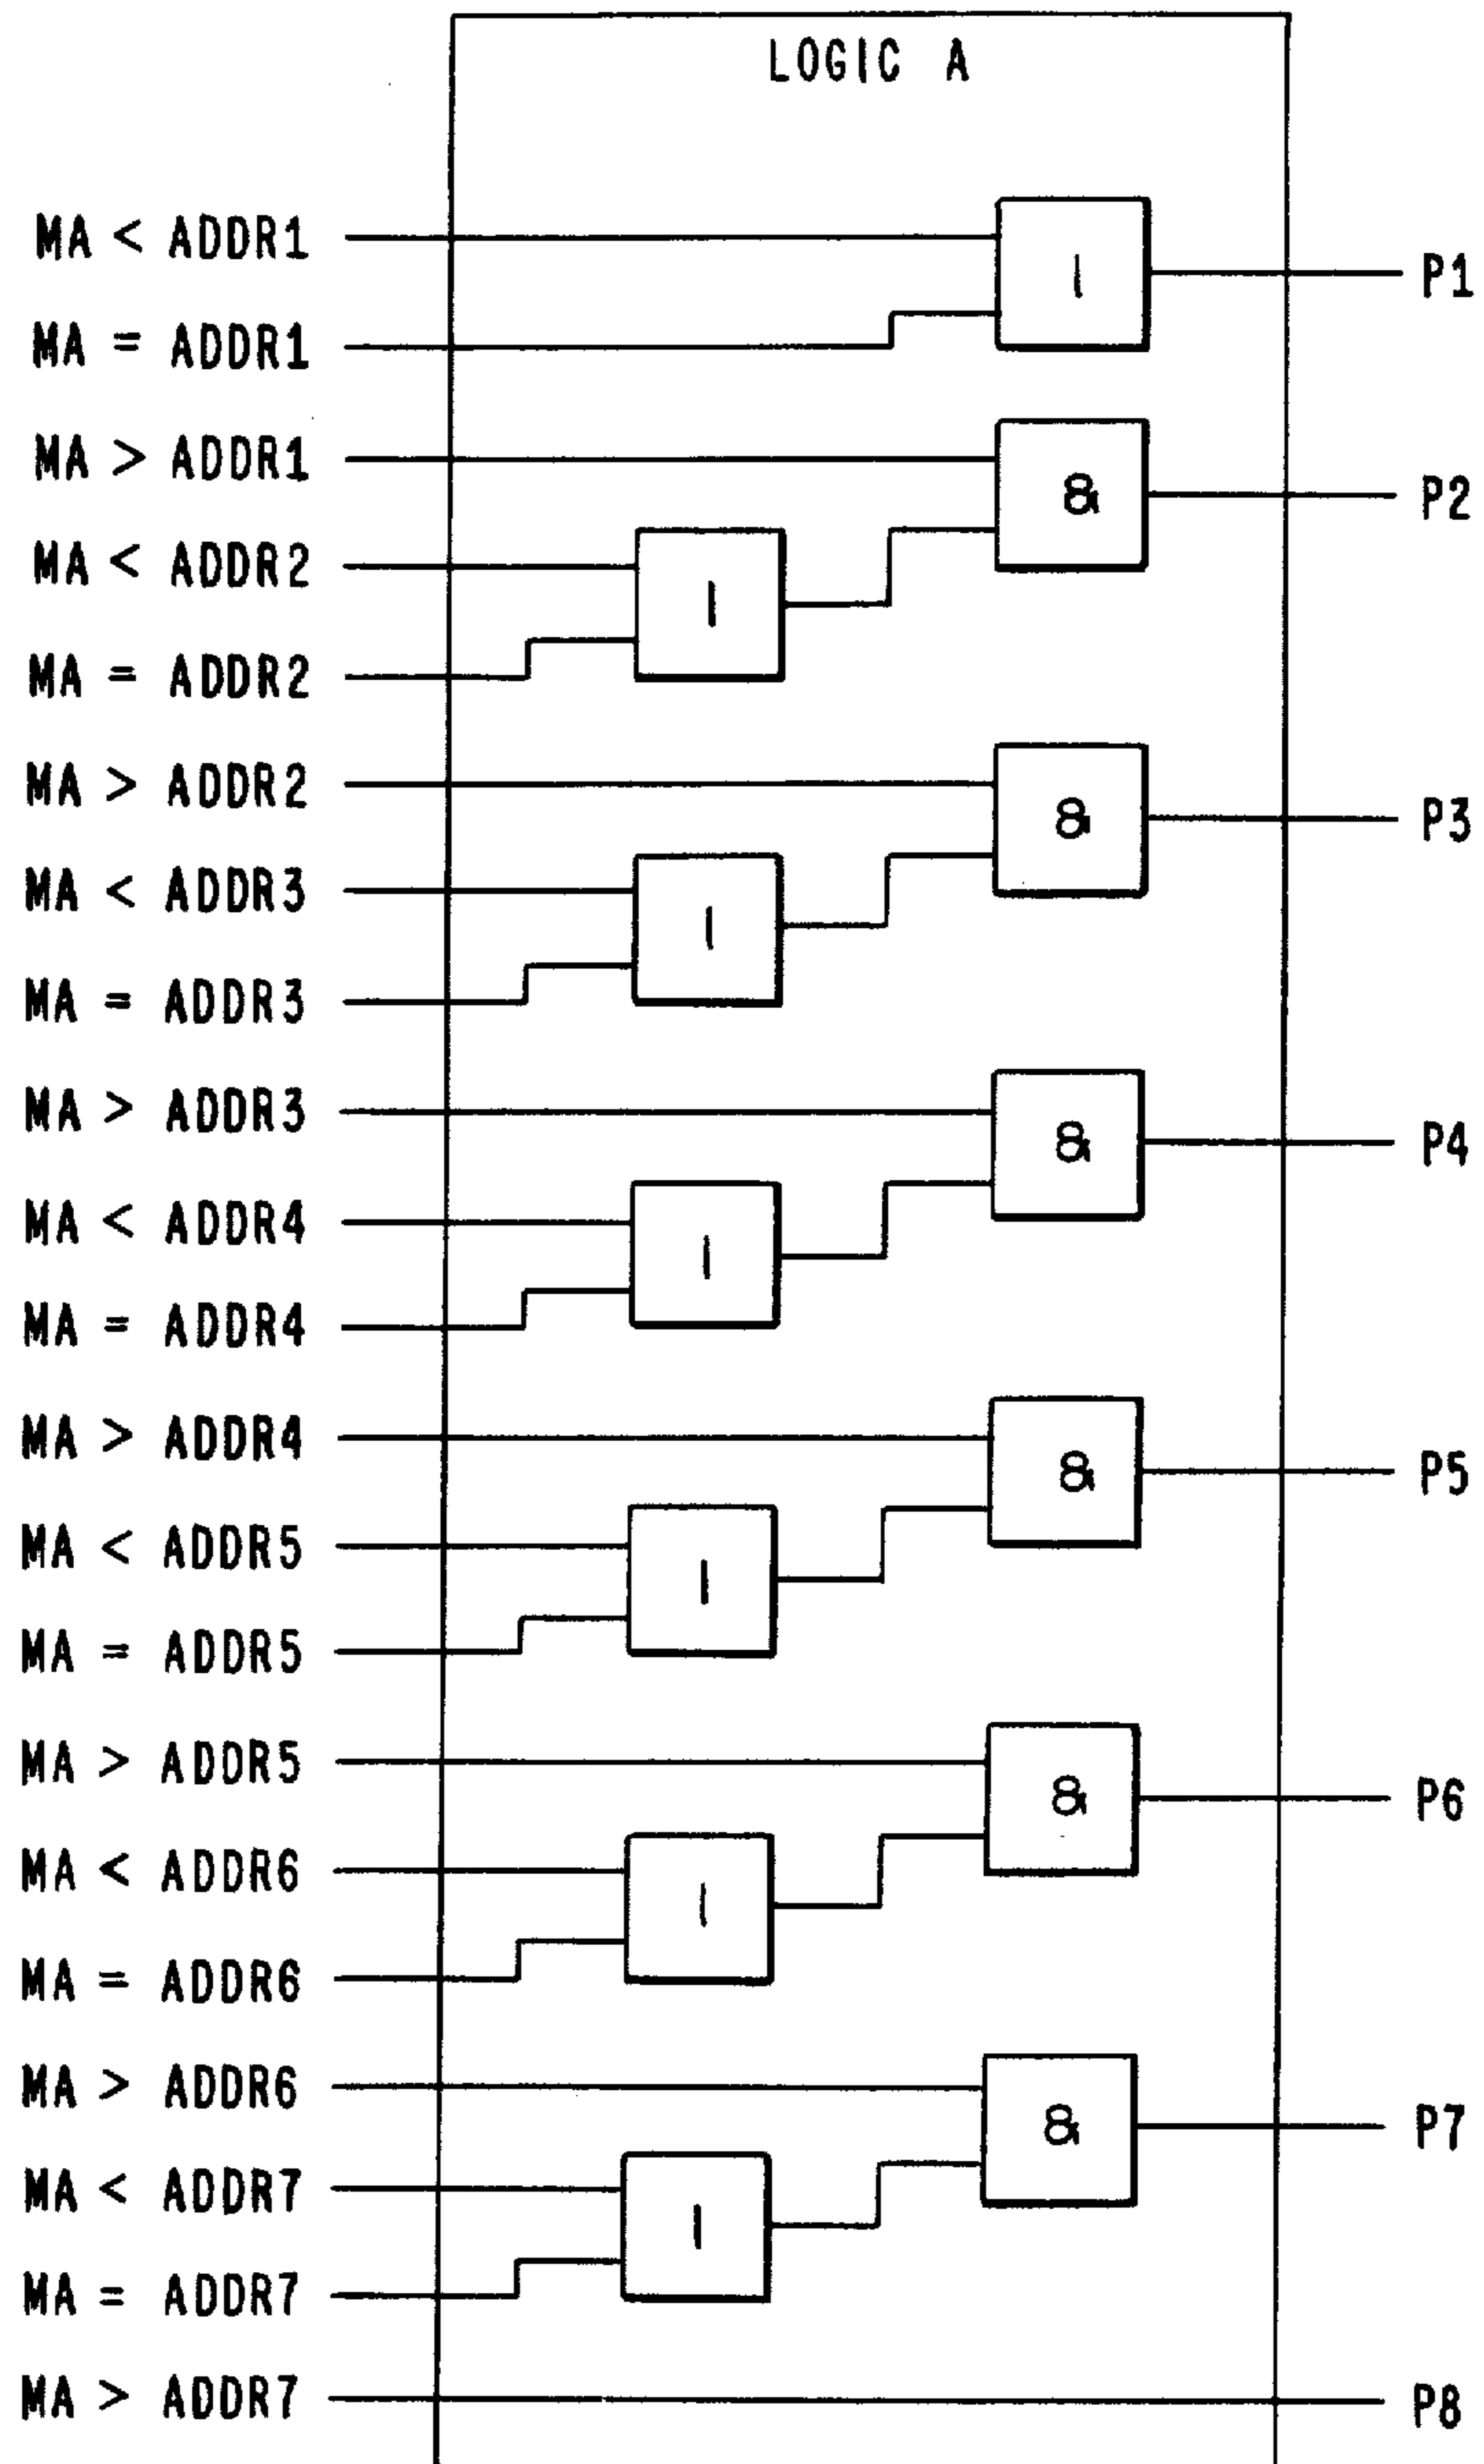 LOGIC A
MA < ADDR1
|
P1
MA = ADDR1
MA > ADDR1
&
P2
MA < ADDR2
|
MA = ADDR2
MA > ADDR2
&
P3
MA < ADDR3
|
MA = ADDR3
MA > ADDR3
&
P4
MA < ADDR4
|
MA = ADDR4
MA > ADDR4
&
P5
MA < ADDR5
|
MA = ADDR5
MA > ADDR5
&
P6
MA < ADDR6
|
MA = ADDR6
MA > ADDR6
&
P7
MA < ADDR7
|
MA = ADDR7
MA > ADDR7
P8